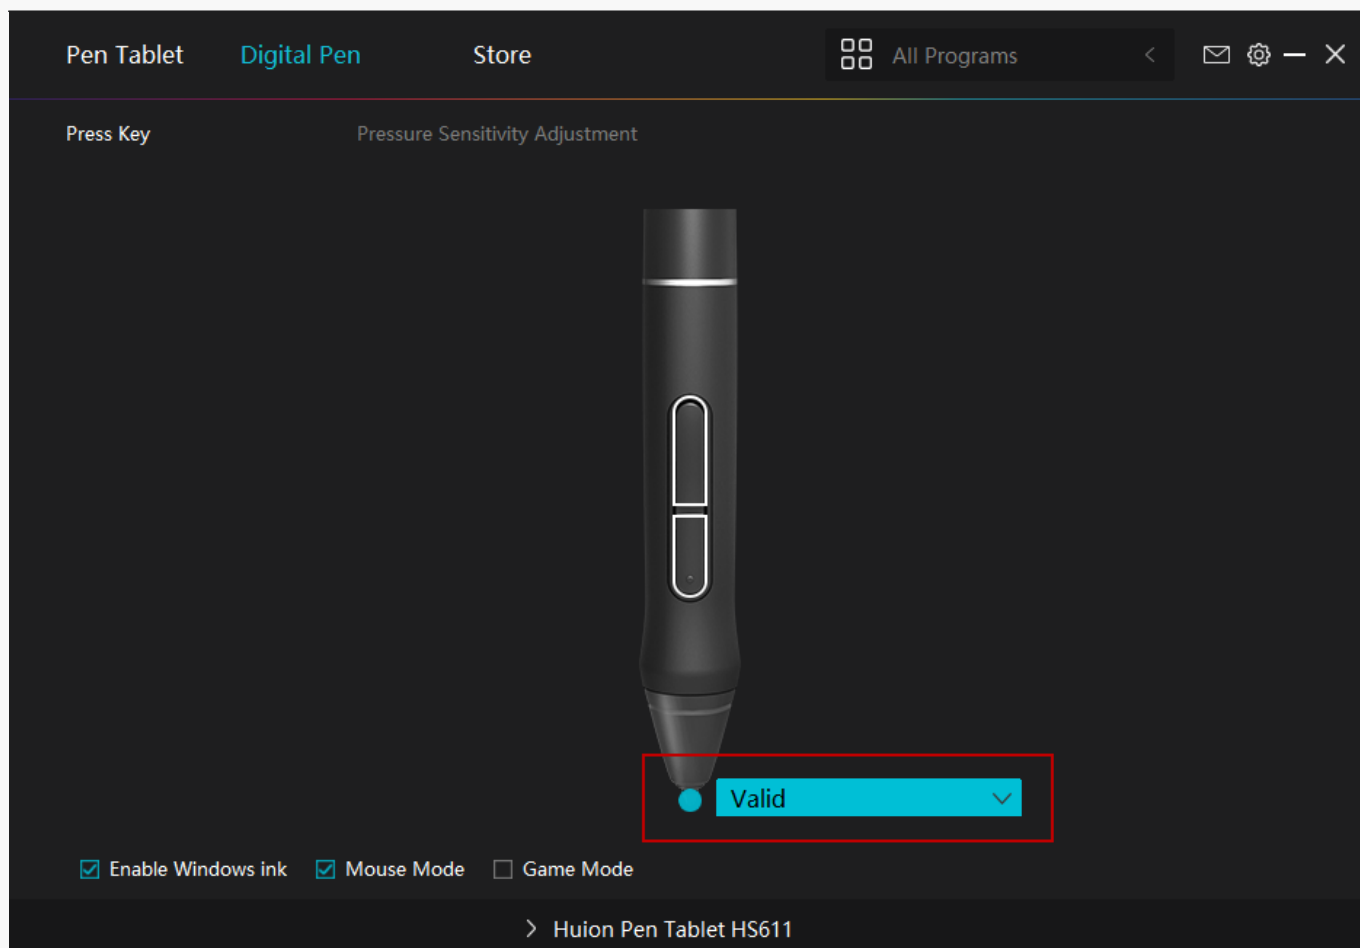 Pen Tablet Digital Pen Store All Programs
Press Key Pressure Sensitivity Adjustment
Valid
Enable Windows ink Mouse Mode Game Mode
Huion Pen Tablet HS611